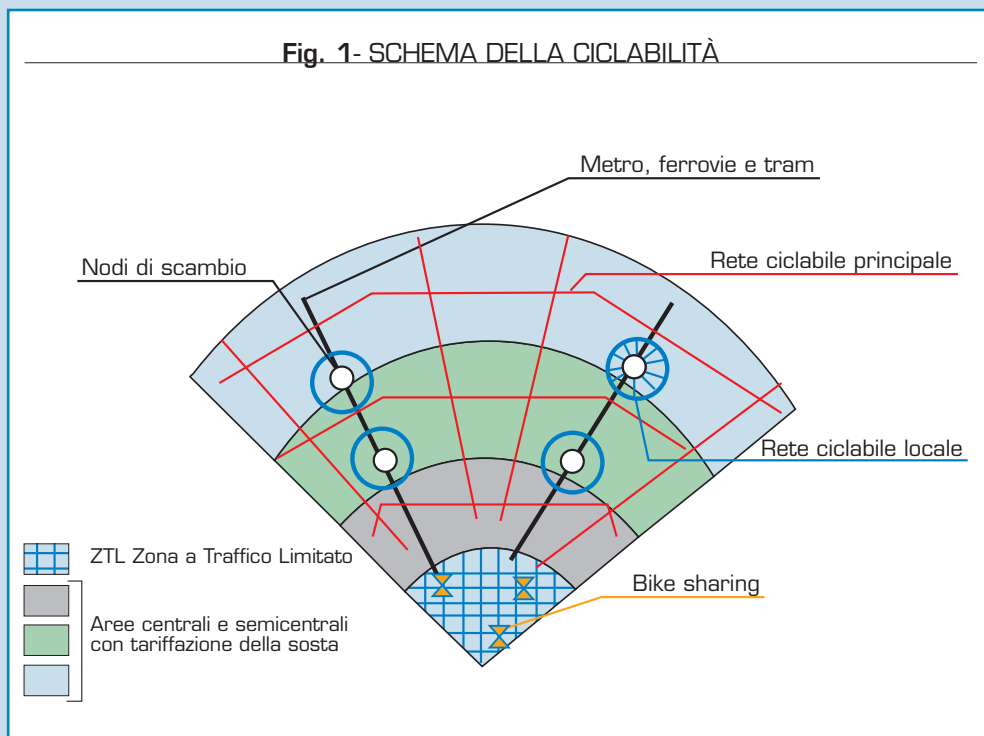 Fig. 1- SCHEMA DELLA CICLABILITÀ
Metro, ferrovie e tram
Nodi di scambio
Rete ciclabile principale
Rete ciclabile locale
ZTL Zona a Traffico Limitato
Bike sharing
Aree centrali e semicentrali
con tariffazione della sosta